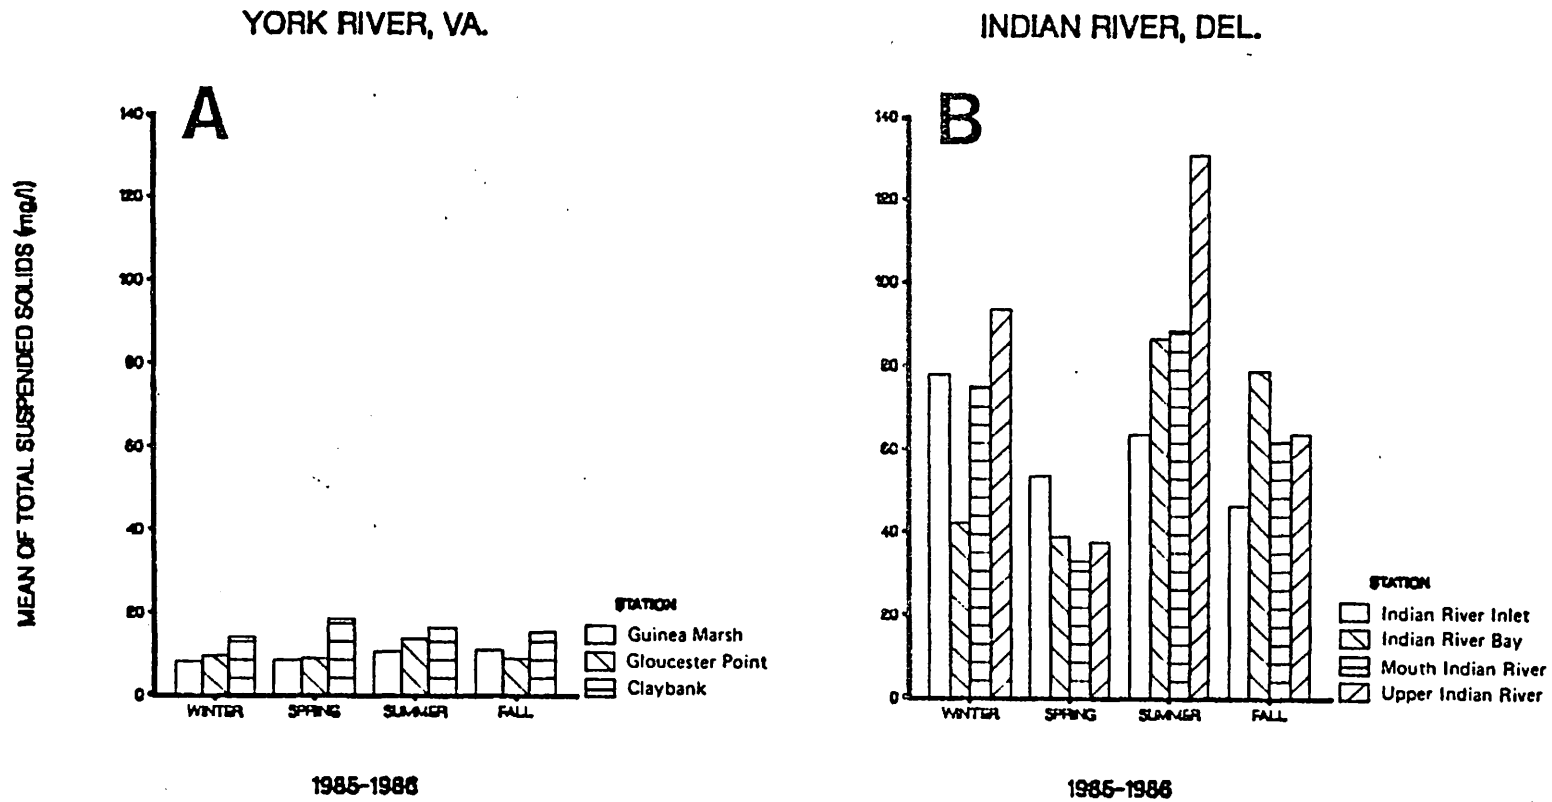 YORK RIVER, VA.
A
MEAN OF TOTAL SUSPENDED SOLIDS (mg/l)
140
120
100
80
60
40
20
0
WINTER SPRING SUMMER FALL
1985-1986
STATION
Guinea Marsh
Gloucester Point
Claybank
INDIAN RIVER, DEL.
B
140
120
100
80
60
40
20
0
WINTER SPRING SUMMER FALL
1985-1986
STATION
Indian River Inlet
Indian River Bay
Mouth Indian River
Upper Indian River